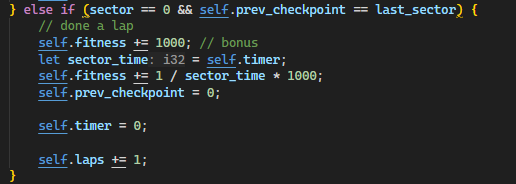 } else if (sector == 0 && self.prev_checkpoint == last_sector) {
// done a lap
self.fitness += 1000; // bonus
let sector_time: i32 = self.timer;
self.fitness += 1 / sector_time * 1000;
self.prev_checkpoint = 0;
self.timer = 0;
self.laps += 1;
}